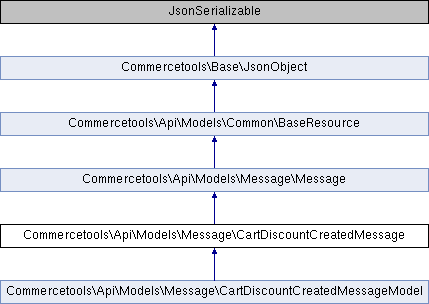 JsonSerializable
Commercetools\Base\JsonObject
Commercetools\Api\Models\Common\BaseResource
Commercetools\Api\Models\Message\Message
Commercetools\Api\Models\Message\CartDiscountCreatedMessage
Commercetools\Api\Models\Message\CartDiscountCreatedMessageModel